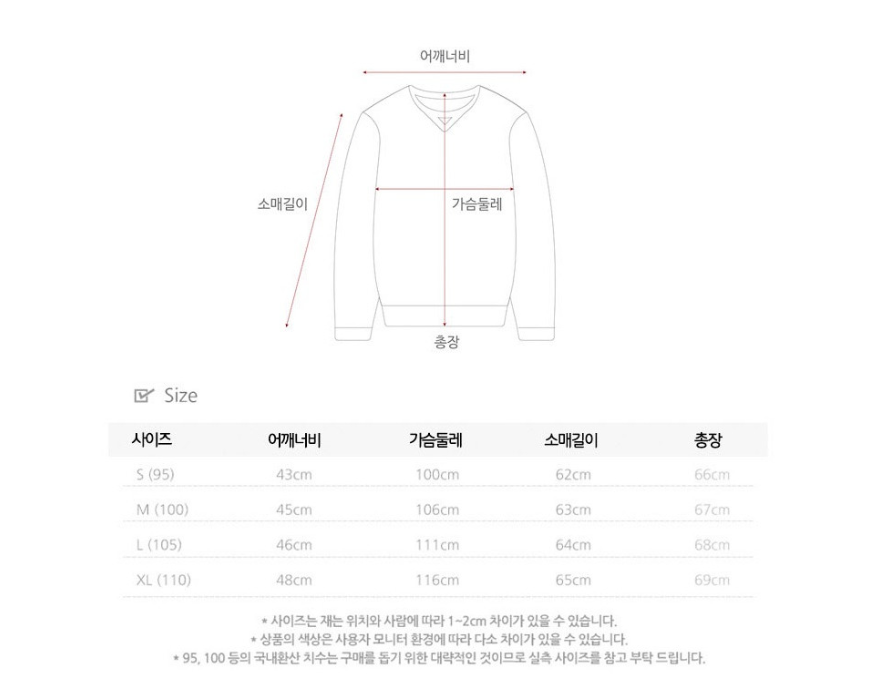 어깨너비
소매길이
가슴둘레
총장
Size
사이즈 어깨너비 가슴둘레 소매길이 총장
S (95) 43cm 100cm 62cm 66cm
M (100) 45cm 106cm 63cm 67cm
L (105) 46cm 111cm 64cm 68cm
XL (110) 48cm 116cm 65cm 69cm
* 사이즈는 재는 위치와 사람에 따라 1~2cm 차이가 있을 수 있습니다.
* 상품의 색상은 사용자 모니터 환경에 따라 다소 차이가 있을 수 있습니다.
* 95, 100 등의 국내환산 치수는 구매를 돕기 위한 대략적인 것이므로 실측 사이즈를 참고 부탁 드립니다.